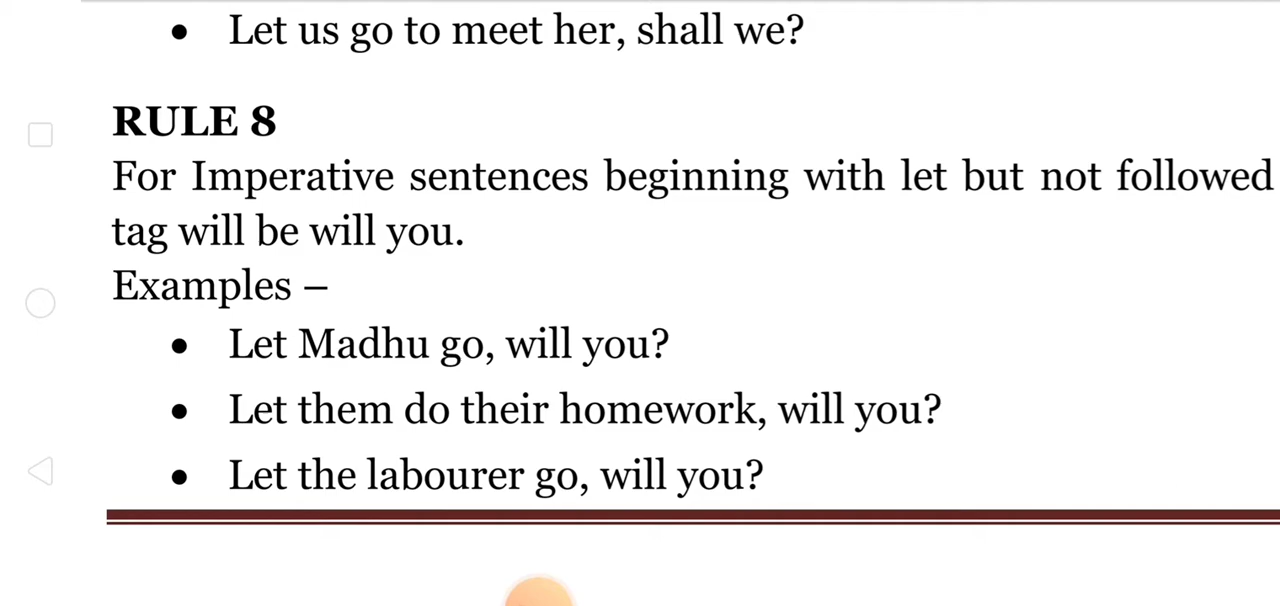 • Let us go to meet her, shall we?
RULE 8
For Imperative sentences beginning with let but not followed
tag will be will you.
Examples –
• Let Madhu go, will you?
• Let them do their homework, will you?
• Let the labourer go, will you?